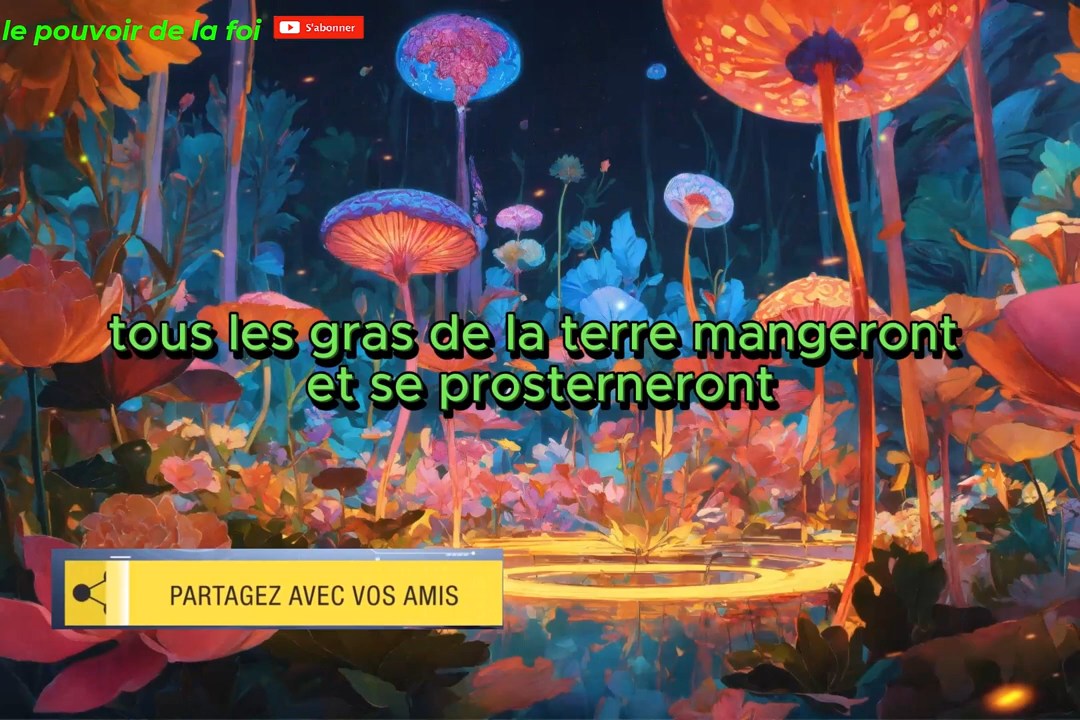 le pouvoir de la foi
S'abonner
tous les gras de la terre mangeront
et se prosterneront
PARTAGEZ AVEC VOS AMIS